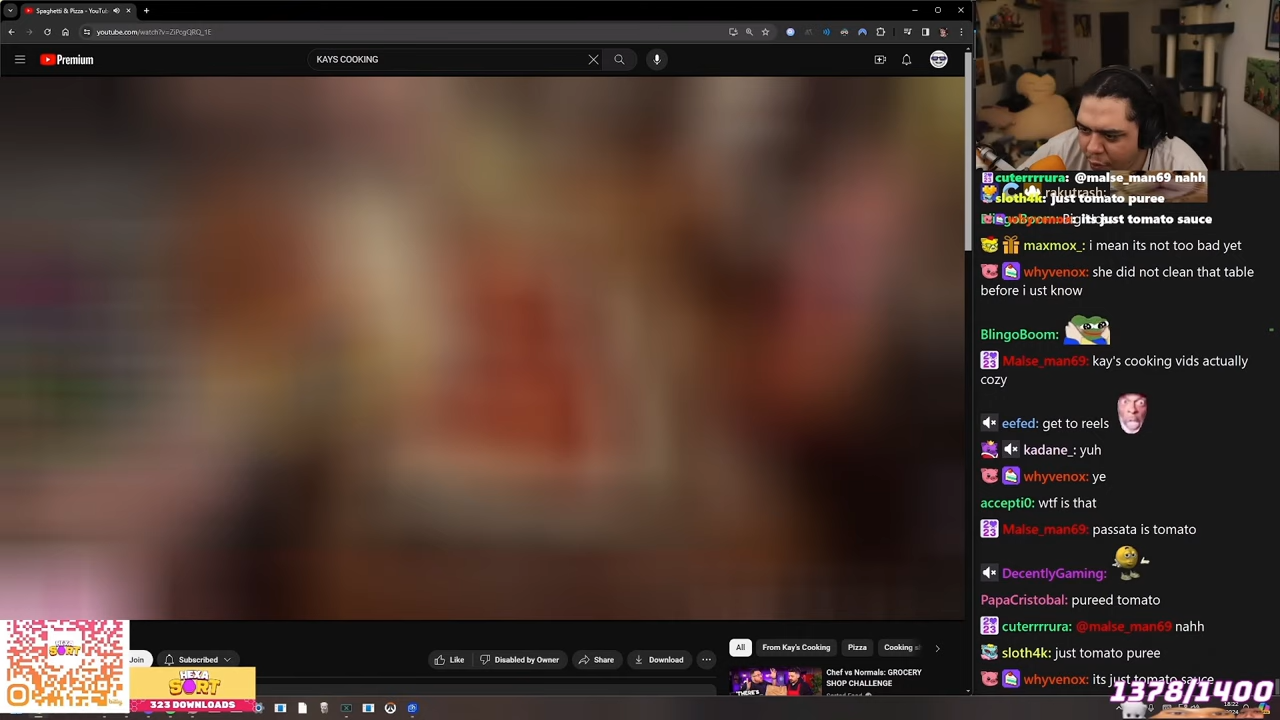 Spaghetti & Pizza - YouTub
youtube.com/watch?v=ZiPcgQRQ_1E
Premium
KAYS COOKING
cuterrrrura: @malse_man69 nahh
rakutrash:
sloth4k: just tomato puree
its just tomato sauce
maxmox_: i mean its not too bad yet
whyvenox: she did not clean that table
before i ust know
BlingoBoom:
Malse_man69: kay's cooking vids actually
cozy
eefed: get to reels
kadane_: yuh
whyvenox: ye
accepti0: wtf is that
Malse_man69: passata is tomato
DecentlyGaming:
PapaCristobal: pureed tomato
cuterrrrura: @malse_man69 nahh
sloth4k: just tomato puree
whyvenox: its just tomato sauce
1378/1400
Join
Subscribed
Like
Disabled by Owner
Share
Download
All
From Kay's Cooking
Pizza
Cooking s
Chef vs Normals: GROCERY
SHOP CHALLENGE
HEXA
SORT
323 DOWNLOADS
18:22